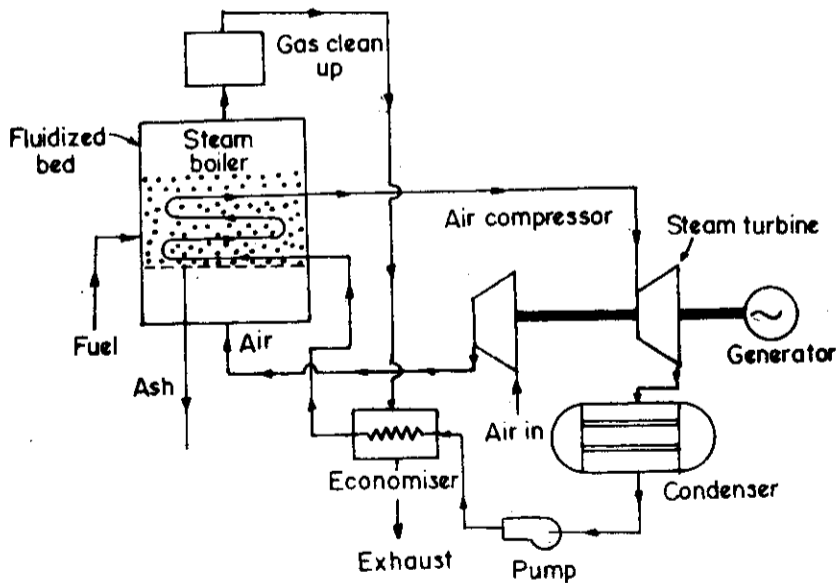 Gas clean
up
Fluidized
bed
Steam
boiler
Air compressor
Steam turbine
Fuel
Air
Generator
Ash
Air in
Economiser
Condenser
Exhaust
Pump